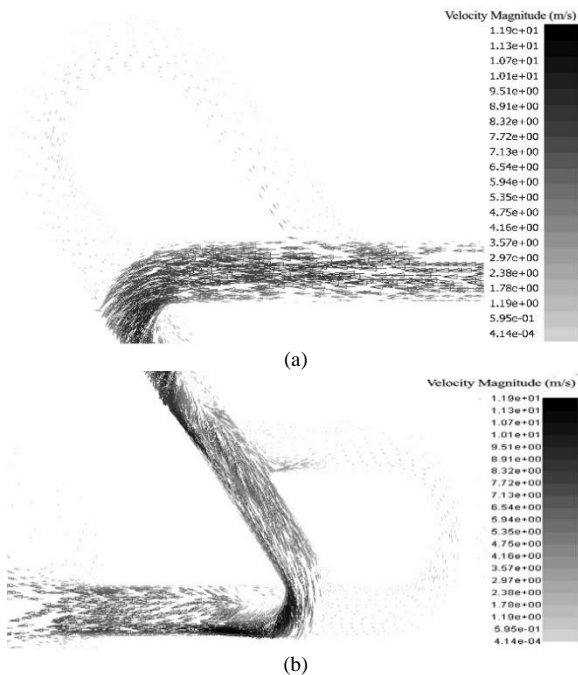 Velocity Magnitude (m/s)
1.19e+01
1.13e+01
1.07e+01
1.01e+01
9.51e+00
8.91e+00
8.32e+00
7.72e+00
7.13e+00
6.54e+00
5.94e+00
5.35e+00
4.75e+00
4.16e+00
3.57e+00
2.97e+00
2.38e+00
1.78e+00
1.19e+00
5.95e-01
4.14e-04
(a)
Velocity Magnitude (m/s)
1.19e+01
1.13e+01
1.07e+01
1.01e+01
9.51e+00
8.91e+00
8.32e+00
7.72e+00
7.13e+00
6.54e+00
5.94e+00
5.35e+00
4.75e+00
4.16e+00
3.57e+00
2.97e+00
2.38e+00
1.78e+00
1.19e+00
5.95e-01
4.14e-04
(b)